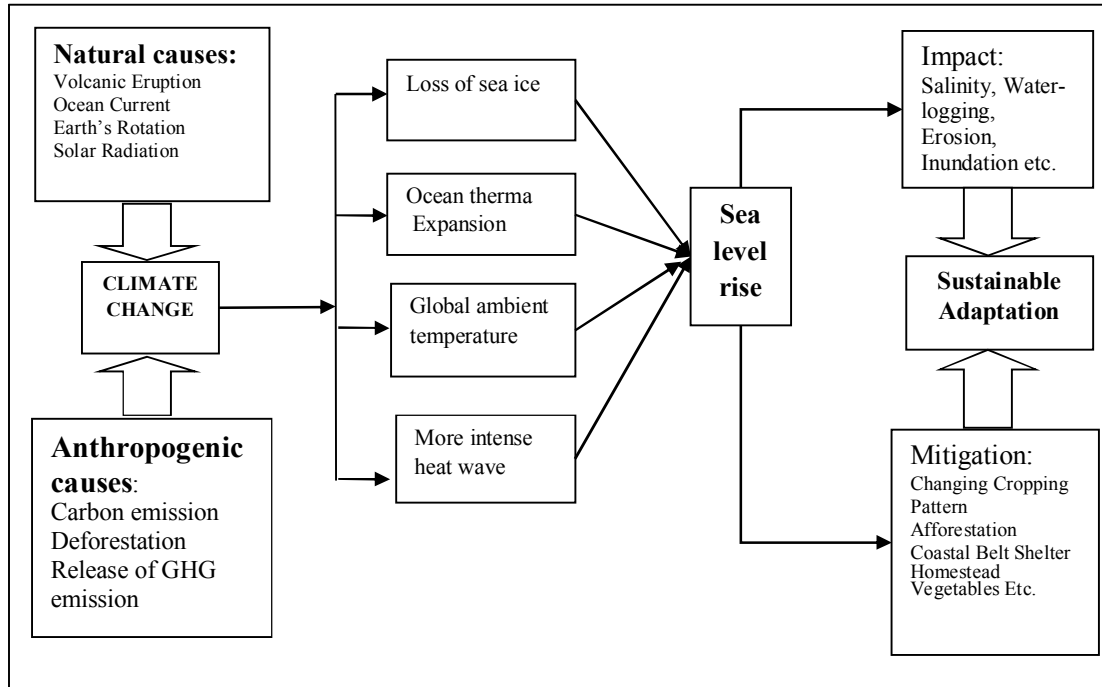 Natural causes:
Volcanic Eruption
Ocean Current
Earth's Rotation
Solar Radiation
CLIMATE
CHANGE
Anthropogenic
causes:
Carbon emission
Deforestation
Release of GHG
emission
Loss of sea ice
Ocean therma
Expansion
Global ambient
temperature
More intense
heat wave
Sea
level
rise
Impact:
Salinity, Water-
logging,
Erosion,
Inundation etc.
Sustainable
Adaptation
Mitigation:
Changing Cropping
Pattern
Afforestation
Coastal Belt Shelter
Homestead
Vegetables Etc.